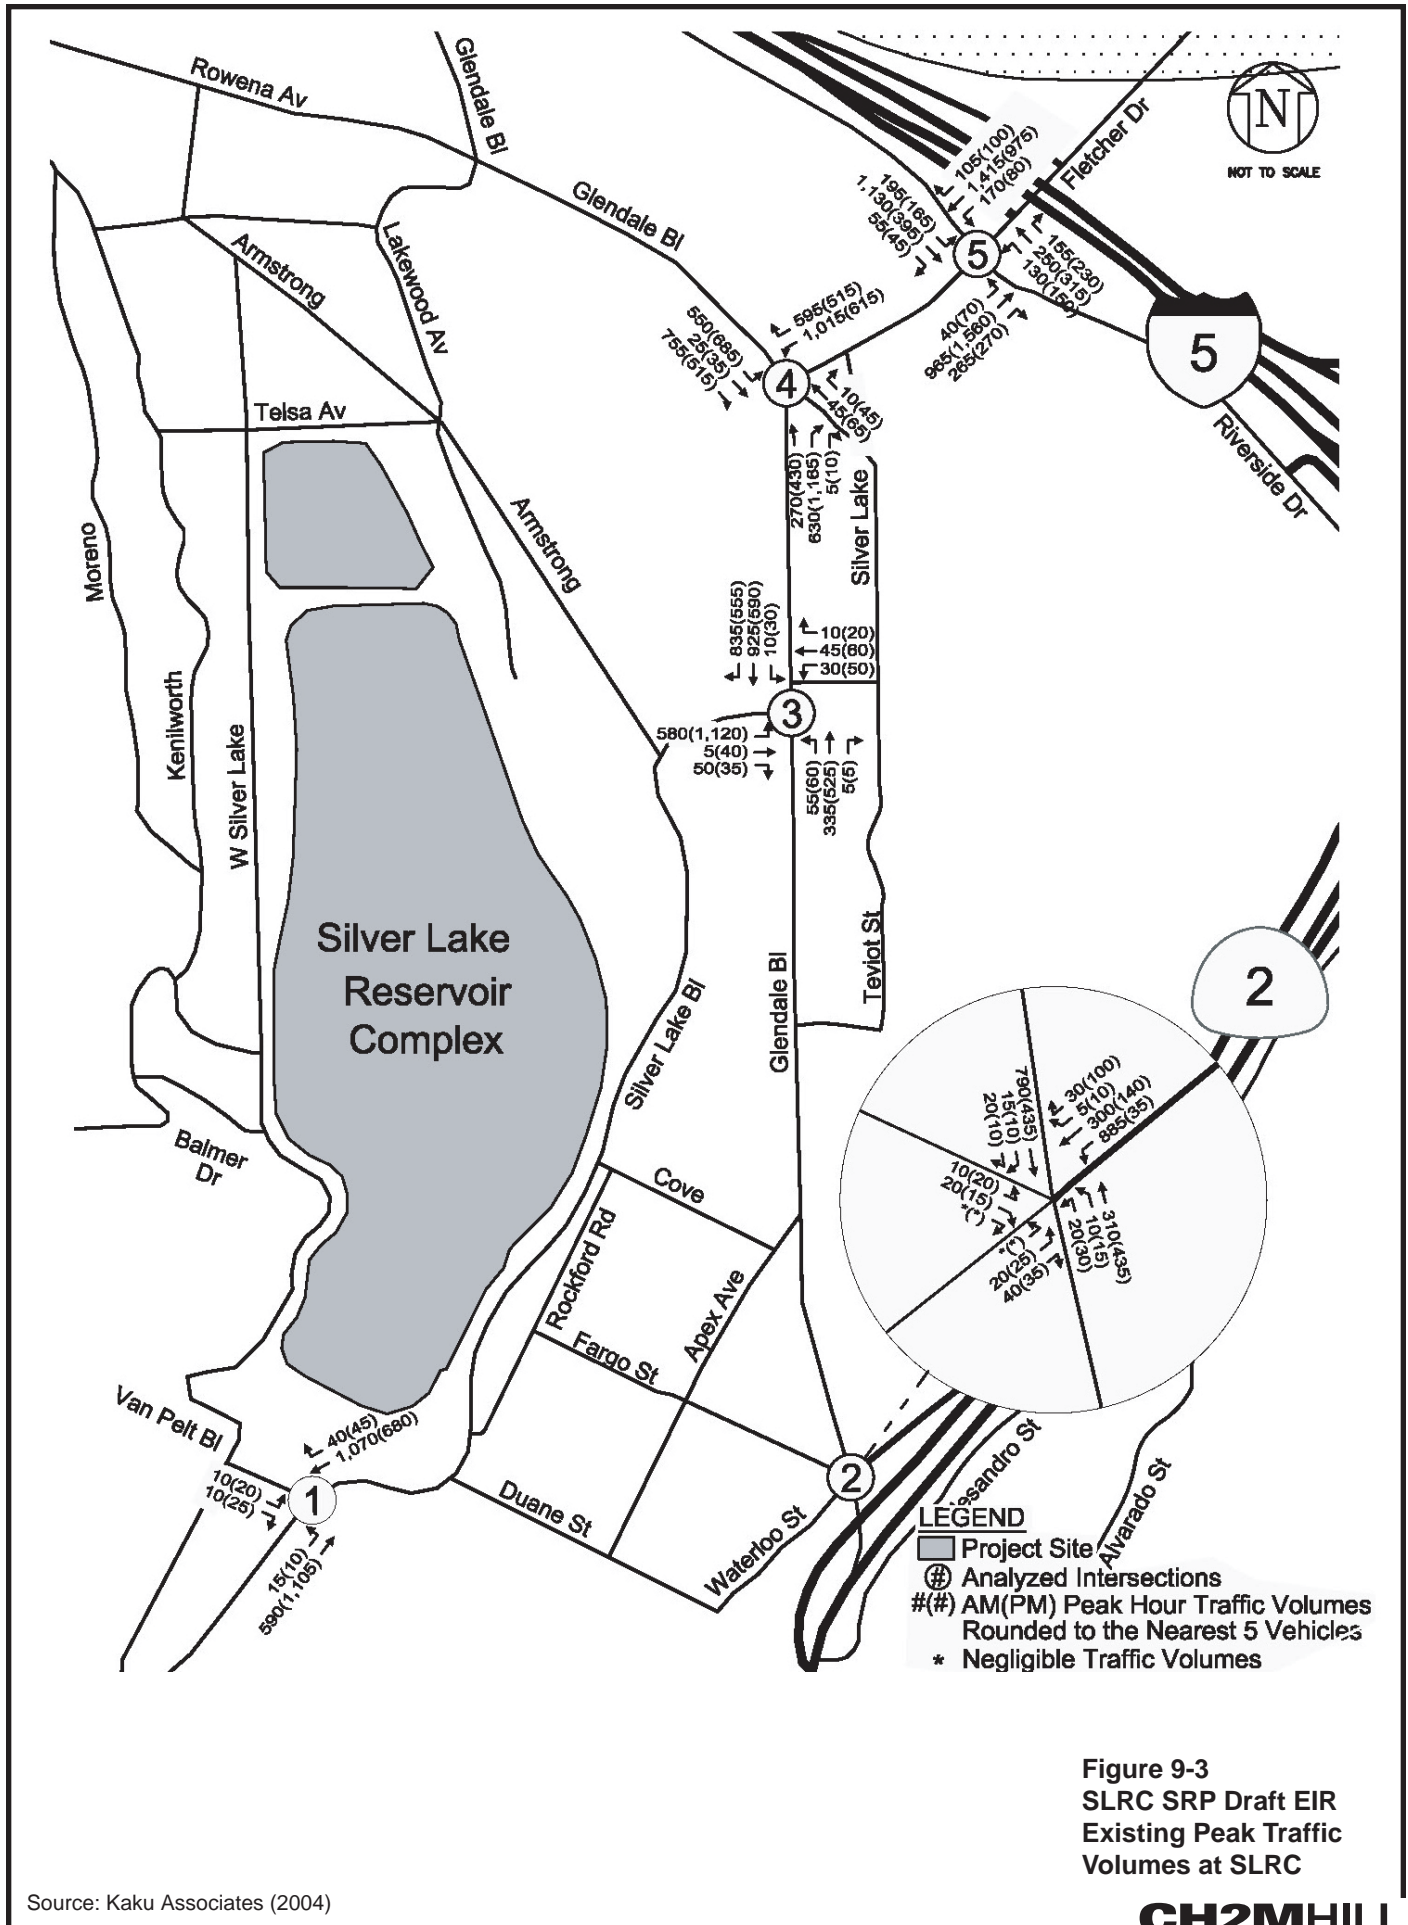 Rowena Av
Glendale Bl
Glendale Bl
Fletcher Dr
N
NOT TO SCALE
105(100)
1,415(975)
170(80)
195(165)
1,130(395)
55(45)
5
155(230)
250(315)
130(150)
40(70)
965(1,560)
265(270)
5
Riverside Dr
Armstrong
Lakewood Av
595(515)
1,015(615)
550(685)
25(35)
755(515)
4
10(45)
45(65)
270(430)
630(1,165)
5(10)
Silver Lake
Telsa Av
Armstrong
Moreno
Kenilworth
W Silver Lake
835(555)
925(590)
10(30)
10(20)
45(80)
30(50)
3
580(1,120)
5(40)
50(35)
55(60)
335(525)
5(5)
Teviot St
Glendale Bl
Silver Lake Bl
Silver Lake
Reservoir
Complex
2
790(435)
15(10)
20(10)
30(100)
5(10)
300(140)
885(35)
10(20)
20(15)
*(*)
*(*)
20(25)
40(35)
310(435)
10(15)
20(30)
Balmer
Dr
Cove
Rockford Rd
Apex Ave
Fargo St
Van Pelt Bl
40(45)
1,070(680)
10(20)
10(25)
1
15(10)
590(1,105)
Duane St
Waterloo St
2
Alvarado St
LEGEND
Project Site
# Analyzed Intersections
#(#) AM(PM) Peak Hour Traffic Volumes
Rounded to the Nearest 5 Vehicles
* Negligible Traffic Volumes
Figure 9-3
SLRC SRP Draft EIR
Existing Peak Traffic
Volumes at SLRC
Source: Kaku Associates (2004)
CH2MHILL